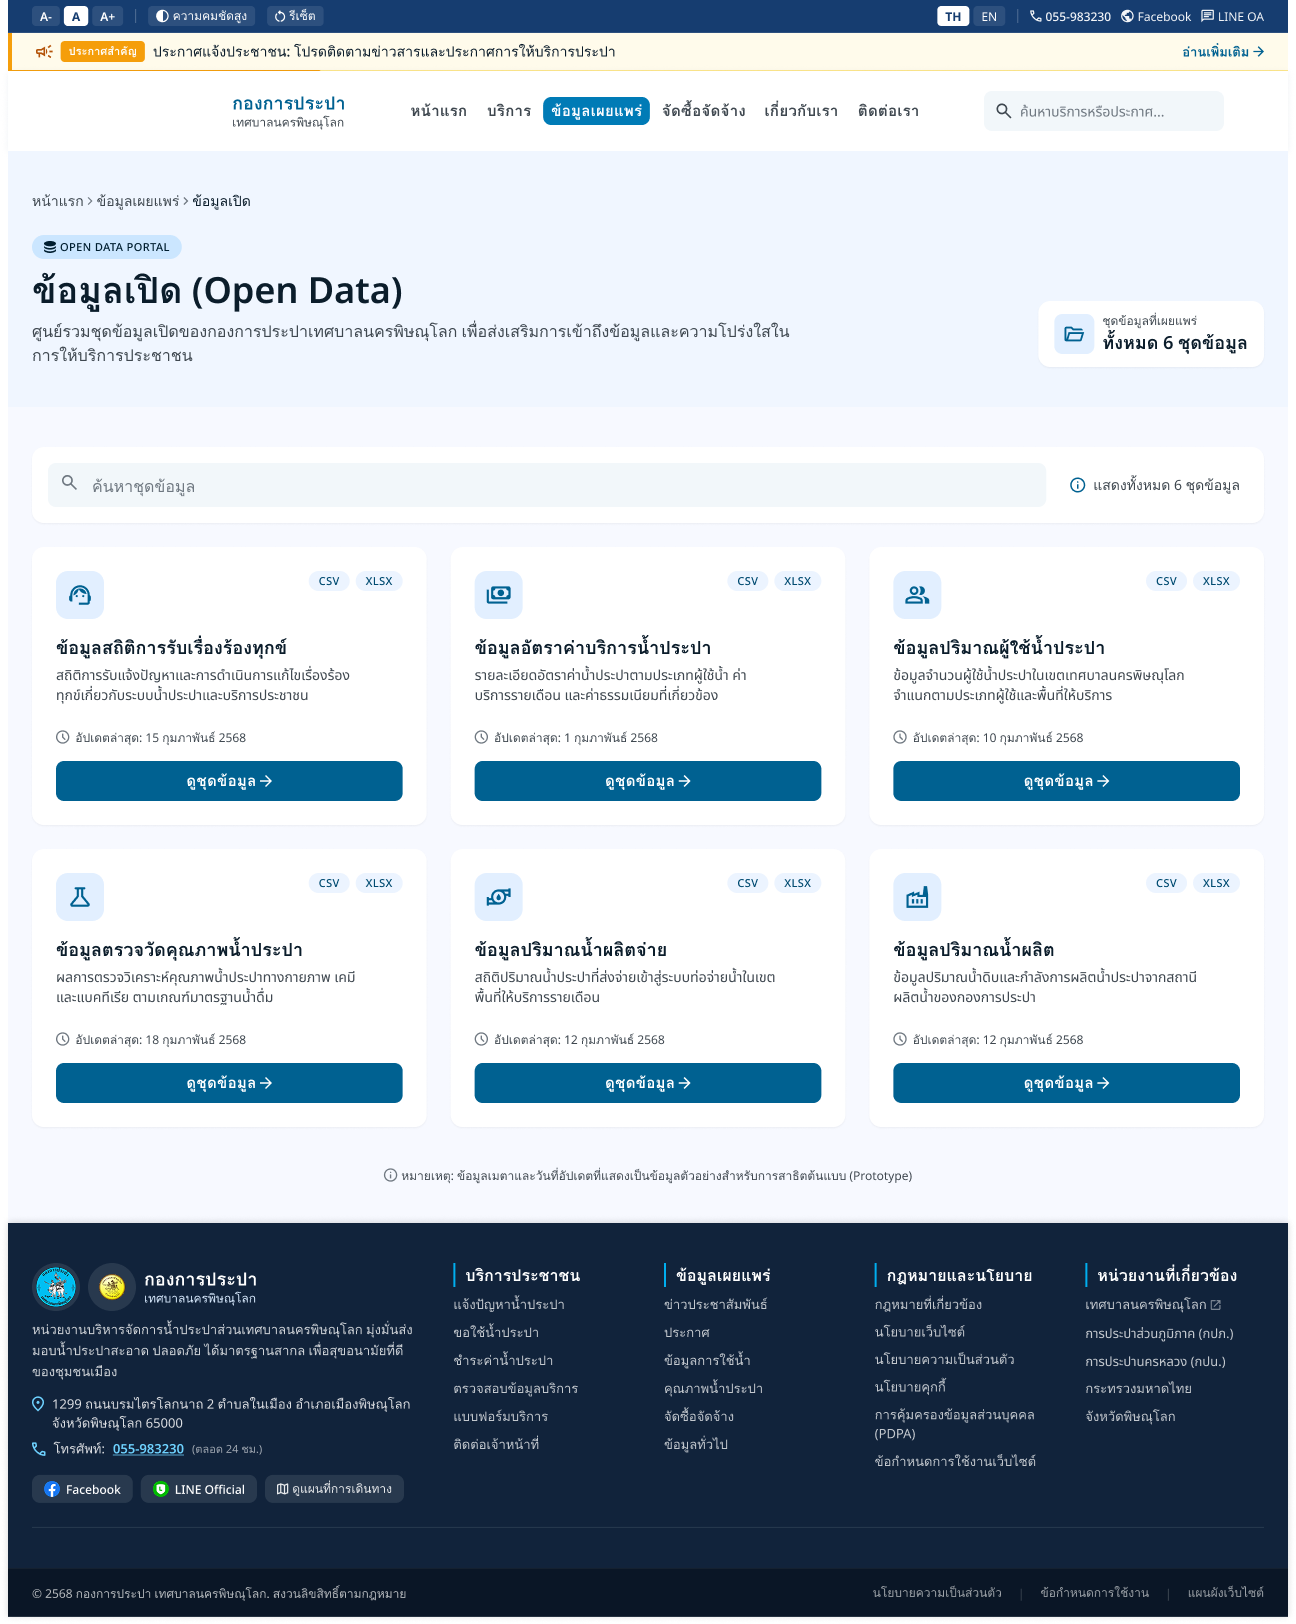 A- A A+ ความคมชัดสูง รีเซ็ต TH EN 055-983230 Facebook LINE OA
ประกาศสำคัญ ประกาศแจ้งประชาชน: โปรดติดตามข่าวสารและประกาศการให้บริการประปา อ่านเพิ่มเติม
กองการประปา
เทศบาลนครพิษณุโลก
หน้าแรก บริการ ข้อมูลเผยแพร่ จัดซื้อจัดจ้าง เกี่ยวกับเรา ติดต่อเรา ค้นหาบริการหรือประกาศ...
หน้าแรก > ข้อมูลเผยแพร่ > ข้อมูลเปิด
OPEN DATA PORTAL
ข้อมูลเปิด (Open Data)
ศูนย์รวมชุดข้อมูลเปิดของกองการประปาเทศบาลนครพิษณุโลก เพื่อส่งเสริมการเข้าถึงข้อมูลและความโปร่งใสใน
การให้บริการประชาชน
ชุดข้อมูลที่เผยแพร่
ทั้งหมด 6 ชุดข้อมูล
ค้นหาชุดข้อมูล แสดงทั้งหมด 6 ชุดข้อมูล
CSV XLSX
ข้อมูลสถิติการรับเรื่องร้องทุกข์
สถิติการรับแจ้งปัญหาและการดำเนินการแก้ไขเรื่องร้อง
ทุกข์เกี่ยวกับระบบน้ำประปาและบริการประชาชน
อัปเดตล่าสุด: 15 กุมภาพันธ์ 2568
ดูชุดข้อมูล
CSV XLSX
ข้อมูลอัตราค่าบริการน้ำประปา
รายละเอียดอัตราค่าน้ำประปาตามประเภทผู้ใช้น้ำ ค่า
บริการรายเดือน และค่าธรรมเนียมที่เกี่ยวข้อง
อัปเดตล่าสุด: 1 กุมภาพันธ์ 2568
ดูชุดข้อมูล
CSV XLSX
ข้อมูลปริมาณผู้ใช้น้ำประปา
ข้อมูลจำนวนผู้ใช้น้ำประปาในเขตเทศบาลนครพิษณุโลก
จำแนกตามประเภทผู้ใช้และพื้นที่ให้บริการ
อัปเดตล่าสุด: 10 กุมภาพันธ์ 2568
ดูชุดข้อมูล
CSV XLSX
ข้อมูลตรวจวัดคุณภาพน้ำประปา
ผลการตรวจวิเคราะห์คุณภาพน้ำประปาทางกายภาพ เคมี
และแบคทีเรีย ตามเกณฑ์มาตรฐานน้ำดื่ม
อัปเดตล่าสุด: 18 กุมภาพันธ์ 2568
ดูชุดข้อมูล
CSV XLSX
ข้อมูลปริมาณน้ำผลิตจ่าย
สถิติปริมาณน้ำประปาที่ส่งจ่ายเข้าสู่ระบบท่อจ่ายน้ำในเขต
พื้นที่ให้บริการรายเดือน
อัปเดตล่าสุด: 12 กุมภาพันธ์ 2568
ดูชุดข้อมูล
CSV XLSX
ข้อมูลปริมาณน้ำผลิต
ข้อมูลปริมาณน้ำดิบและกำลังการผลิตน้ำประปาจากสถานี
ผลิตน้ำของกองการประปา
อัปเดตล่าสุด: 12 กุมภาพันธ์ 2568
ดูชุดข้อมูล
หมายเหตุ: ข้อมูลเมตาและวันที่อัปเดตที่แสดงเป็นข้อมูลตัวอย่างสำหรับการสาธิตต้นแบบ (Prototype)
กองการประปา
เทศบาลนครพิษณุโลก
หน่วยงานบริหารจัดการน้ำประปาส่วนเทศบาลนครพิษณุโลก มุ่งมั่นส่ง
มอบน้ำประปาสะอาด ปลอดภัย ได้มาตรฐานสากล เพื่อสุขอนามัยที่ดี
ของชุมชนเมือง
1299 ถนนบรมไตรโลกนาถ 2 ตำบลในเมือง อำเภอเมืองพิษณุโลก
จังหวัดพิษณุโลก 65000
โทรศัพท์: 055-983230 (ตลอด 24 ชม.)
Facebook LINE Official ดูแผนที่การเดินทาง
บริการประชาชน
แจ้งปัญหาน้ำประปา
ขอใช้น้ำประปา
ชำระค่าน้ำประปา
ตรวจสอบข้อมูลบริการ
แบบฟอร์มบริการ
ติดต่อเจ้าหน้าที่
ข้อมูลเผยแพร่
ข่าวประชาสัมพันธ์
ประกาศ
ข้อมูลการใช้น้ำ
คุณภาพน้ำประปา
จัดซื้อจัดจ้าง
ข้อมูลทั่วไป
กฎหมายและนโยบาย
กฎหมายที่เกี่ยวข้อง
นโยบายเว็บไซต์
นโยบายความเป็นส่วนตัว
นโยบายคุกกี้
การคุ้มครองข้อมูลส่วนบุคคล
(PDPA)
ข้อกำหนดการใช้งานเว็บไซต์
หน่วยงานที่เกี่ยวข้อง
เทศบาลนครพิษณุโลก
การประปาส่วนภูมิภาค (กปภ.)
การประปานครหลวง (กปน.)
กระทรวงมหาดไทย
จังหวัดพิษณุโลก
© 2568 กองการประปา เทศบาลนครพิษณุโลก. สงวนลิขสิทธิ์ตามกฎหมาย
นโยบายความเป็นส่วนตัว | ข้อกำหนดการใช้งาน | แผนผังเว็บไซต์